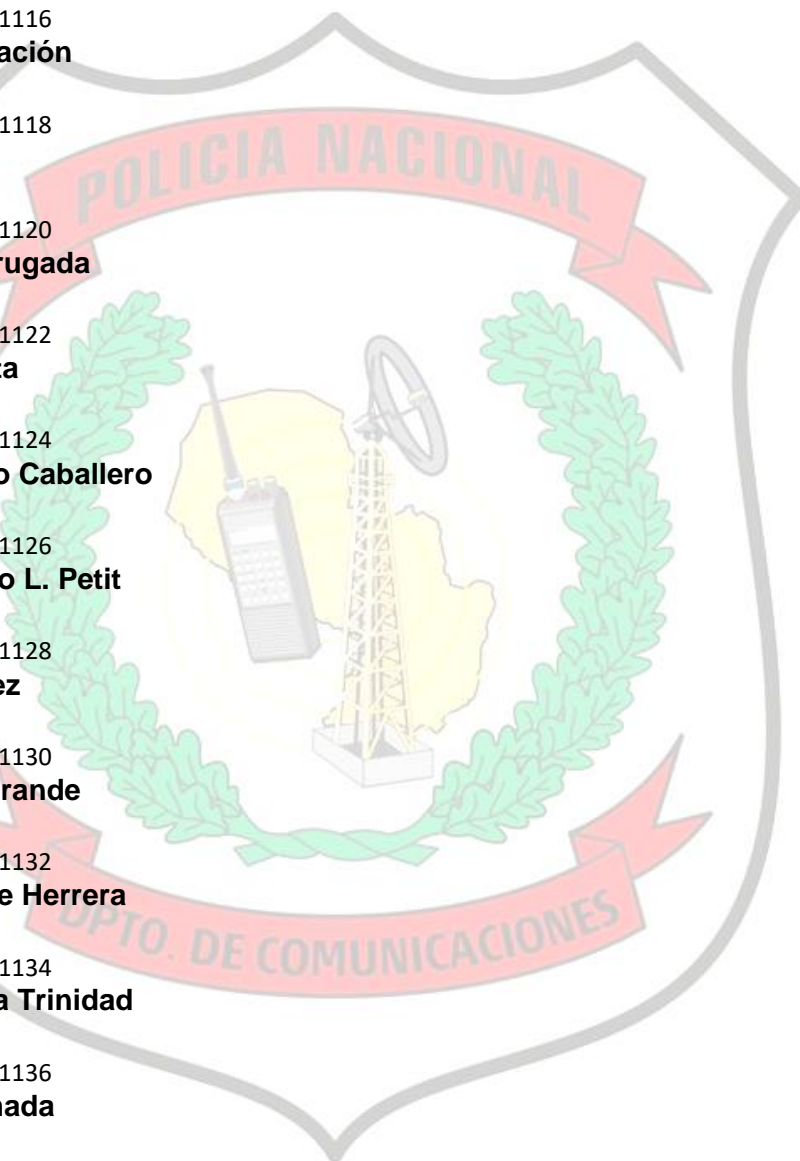 1116
ación
1118
POLICIA NACIONAL
1120
rugada
1122
ta
1124
o Caballero
1126
o L. Petit
1128
ez
1130
rande
1132
e Herrera
DPTO. DE COMUNICACIONES
1134
a Trinidad
1136
nada